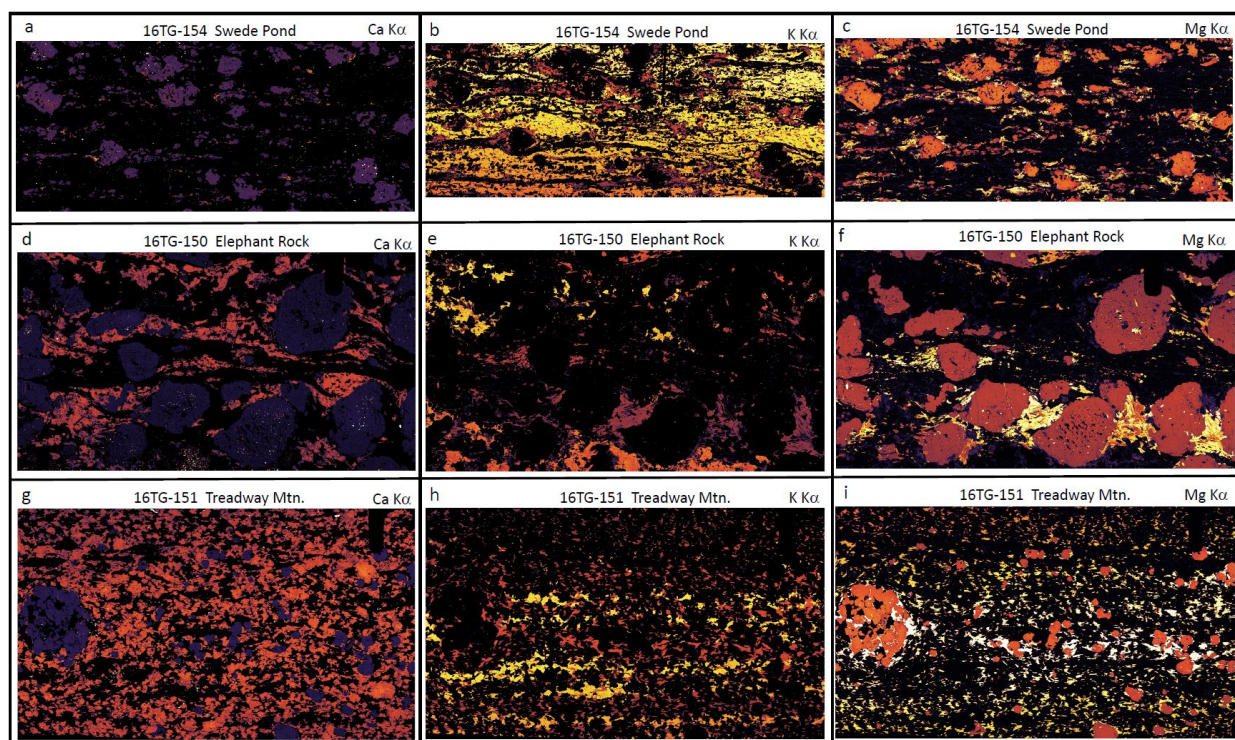 a 16TG-154 Swede Pond Ca Kα
b 16TG-154 Swede Pond K Kα
c 16TG-154 Swede Pond Mg Kα
d 16TG-150 Elephant Rock Ca Kα
e 16TG-150 Elephant Rock K Kα
f 16TG-150 Elephant Rock Mg Kα
g 16TG-151 Treadway Mtn. Ca Kα
h 16TG-151 Treadway Mtn. K Kα
i 16TG-151 Treadway Mtn. Mg Kα